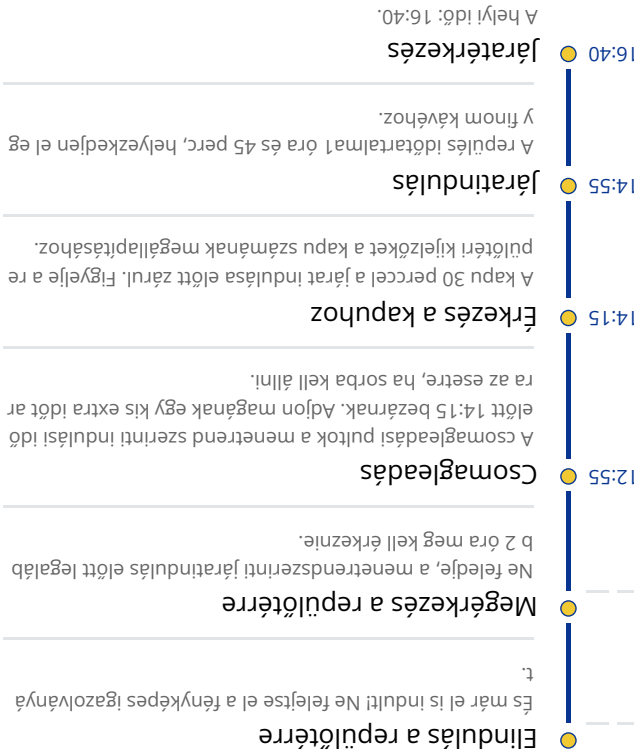 Elindulás a repülőtérre
És már el is indult! Ne felejtse el a fényképes igazolványá
t.
Megérkezés a repülőtérre
Ne feledje, a menetrendszerinti járatindulás előtt legaláb
b 2 óra meg kell érkeznie.
12:55
Csomagleadás
A csomagleadási pultok a menetrend szerinti indulási idő
előtt 14:15 bezárnak. Adjon magának egy kis extra időt ar
ra az esetre, ha sorba kell állni.
14:15
Érkezés a kapuhoz
A kapu 30 perccel a járat indulása előtt zárul. Figyelje a re
pülőtéri kijelzőket a kapu számának megállapításához.
14:55
Járatindulás
A repülés időtartalma1 óra és 45 perc, helyezkedjen el eg
y finom kávéhoz.
16:40
Járatérkezés
A helyi idő: 16:40.